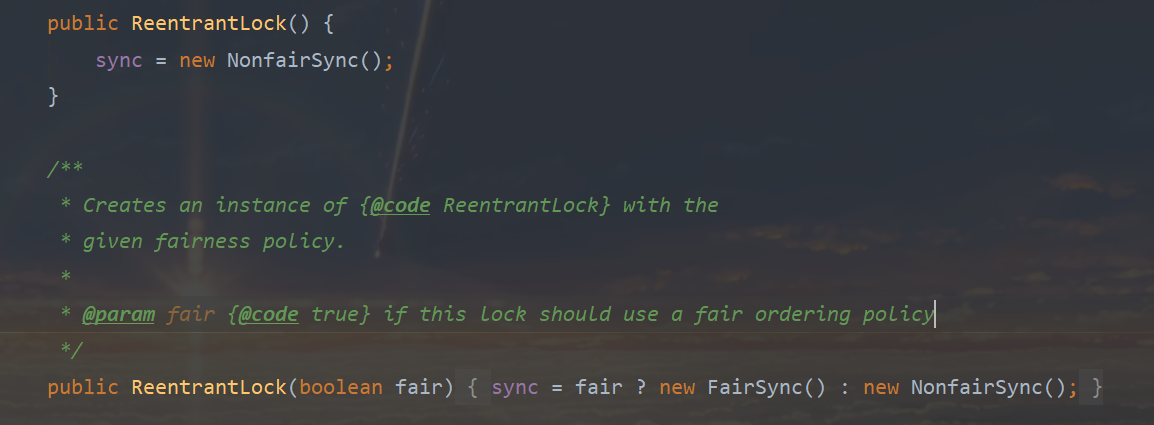 public ReentrantLock() {
    sync = new NonfairSync();
}
/**
 * Creates an instance of {@code ReentrantLock} with the
 * given fairness policy.
 *
 * @param fair {@code true} if this lock should use a fair ordering policy
 */
public ReentrantLock(boolean fair) { sync = fair ? new FairSync() : new NonfairSync(); }